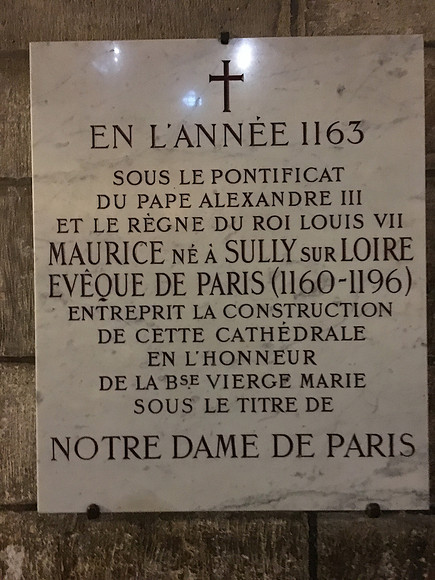 EN L'ANNÉE 1163
SOUS LE PONTIFICAT
DU PAPE ALEXANDRE III
ET LE RÈGNE DU ROI LOUIS VII
MAURICE NÉ À SULLY SUR LOIRE
EVÊQUE DE PARIS (1160-1196)
ENTREPRIT LA CONSTRUCTION
DE CETTE CATHÉDRALE
EN L'HONNEUR
DE LA BSE VIERGE MARIE
SOUS LE TITRE DE
NOTRE DAME DE PARIS